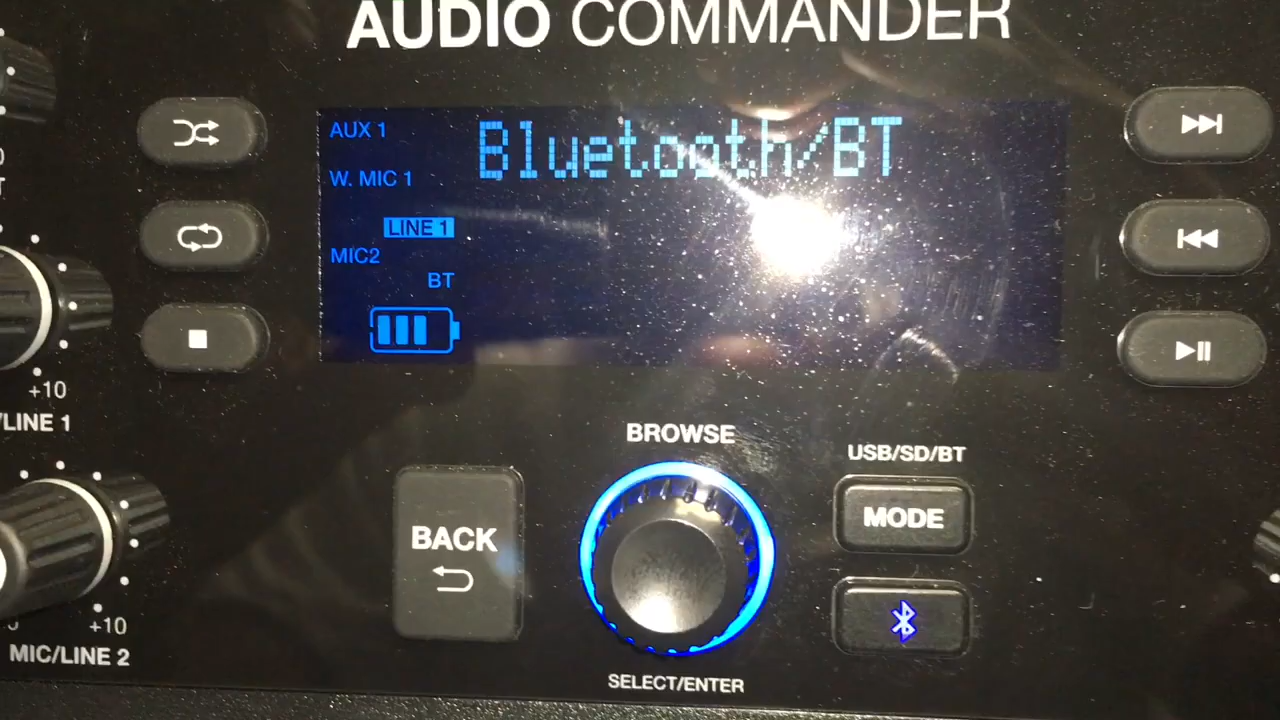 AUDIO COMMANDER
AUX 1
Bluetooth/BT
W. MIC 1
LINE 1
MIC2
BT
+10
/LINE 1
BROWSE
USB/SD/BT
MODE
BACK
+10
MIC/LINE 2
SELECT/ENTER